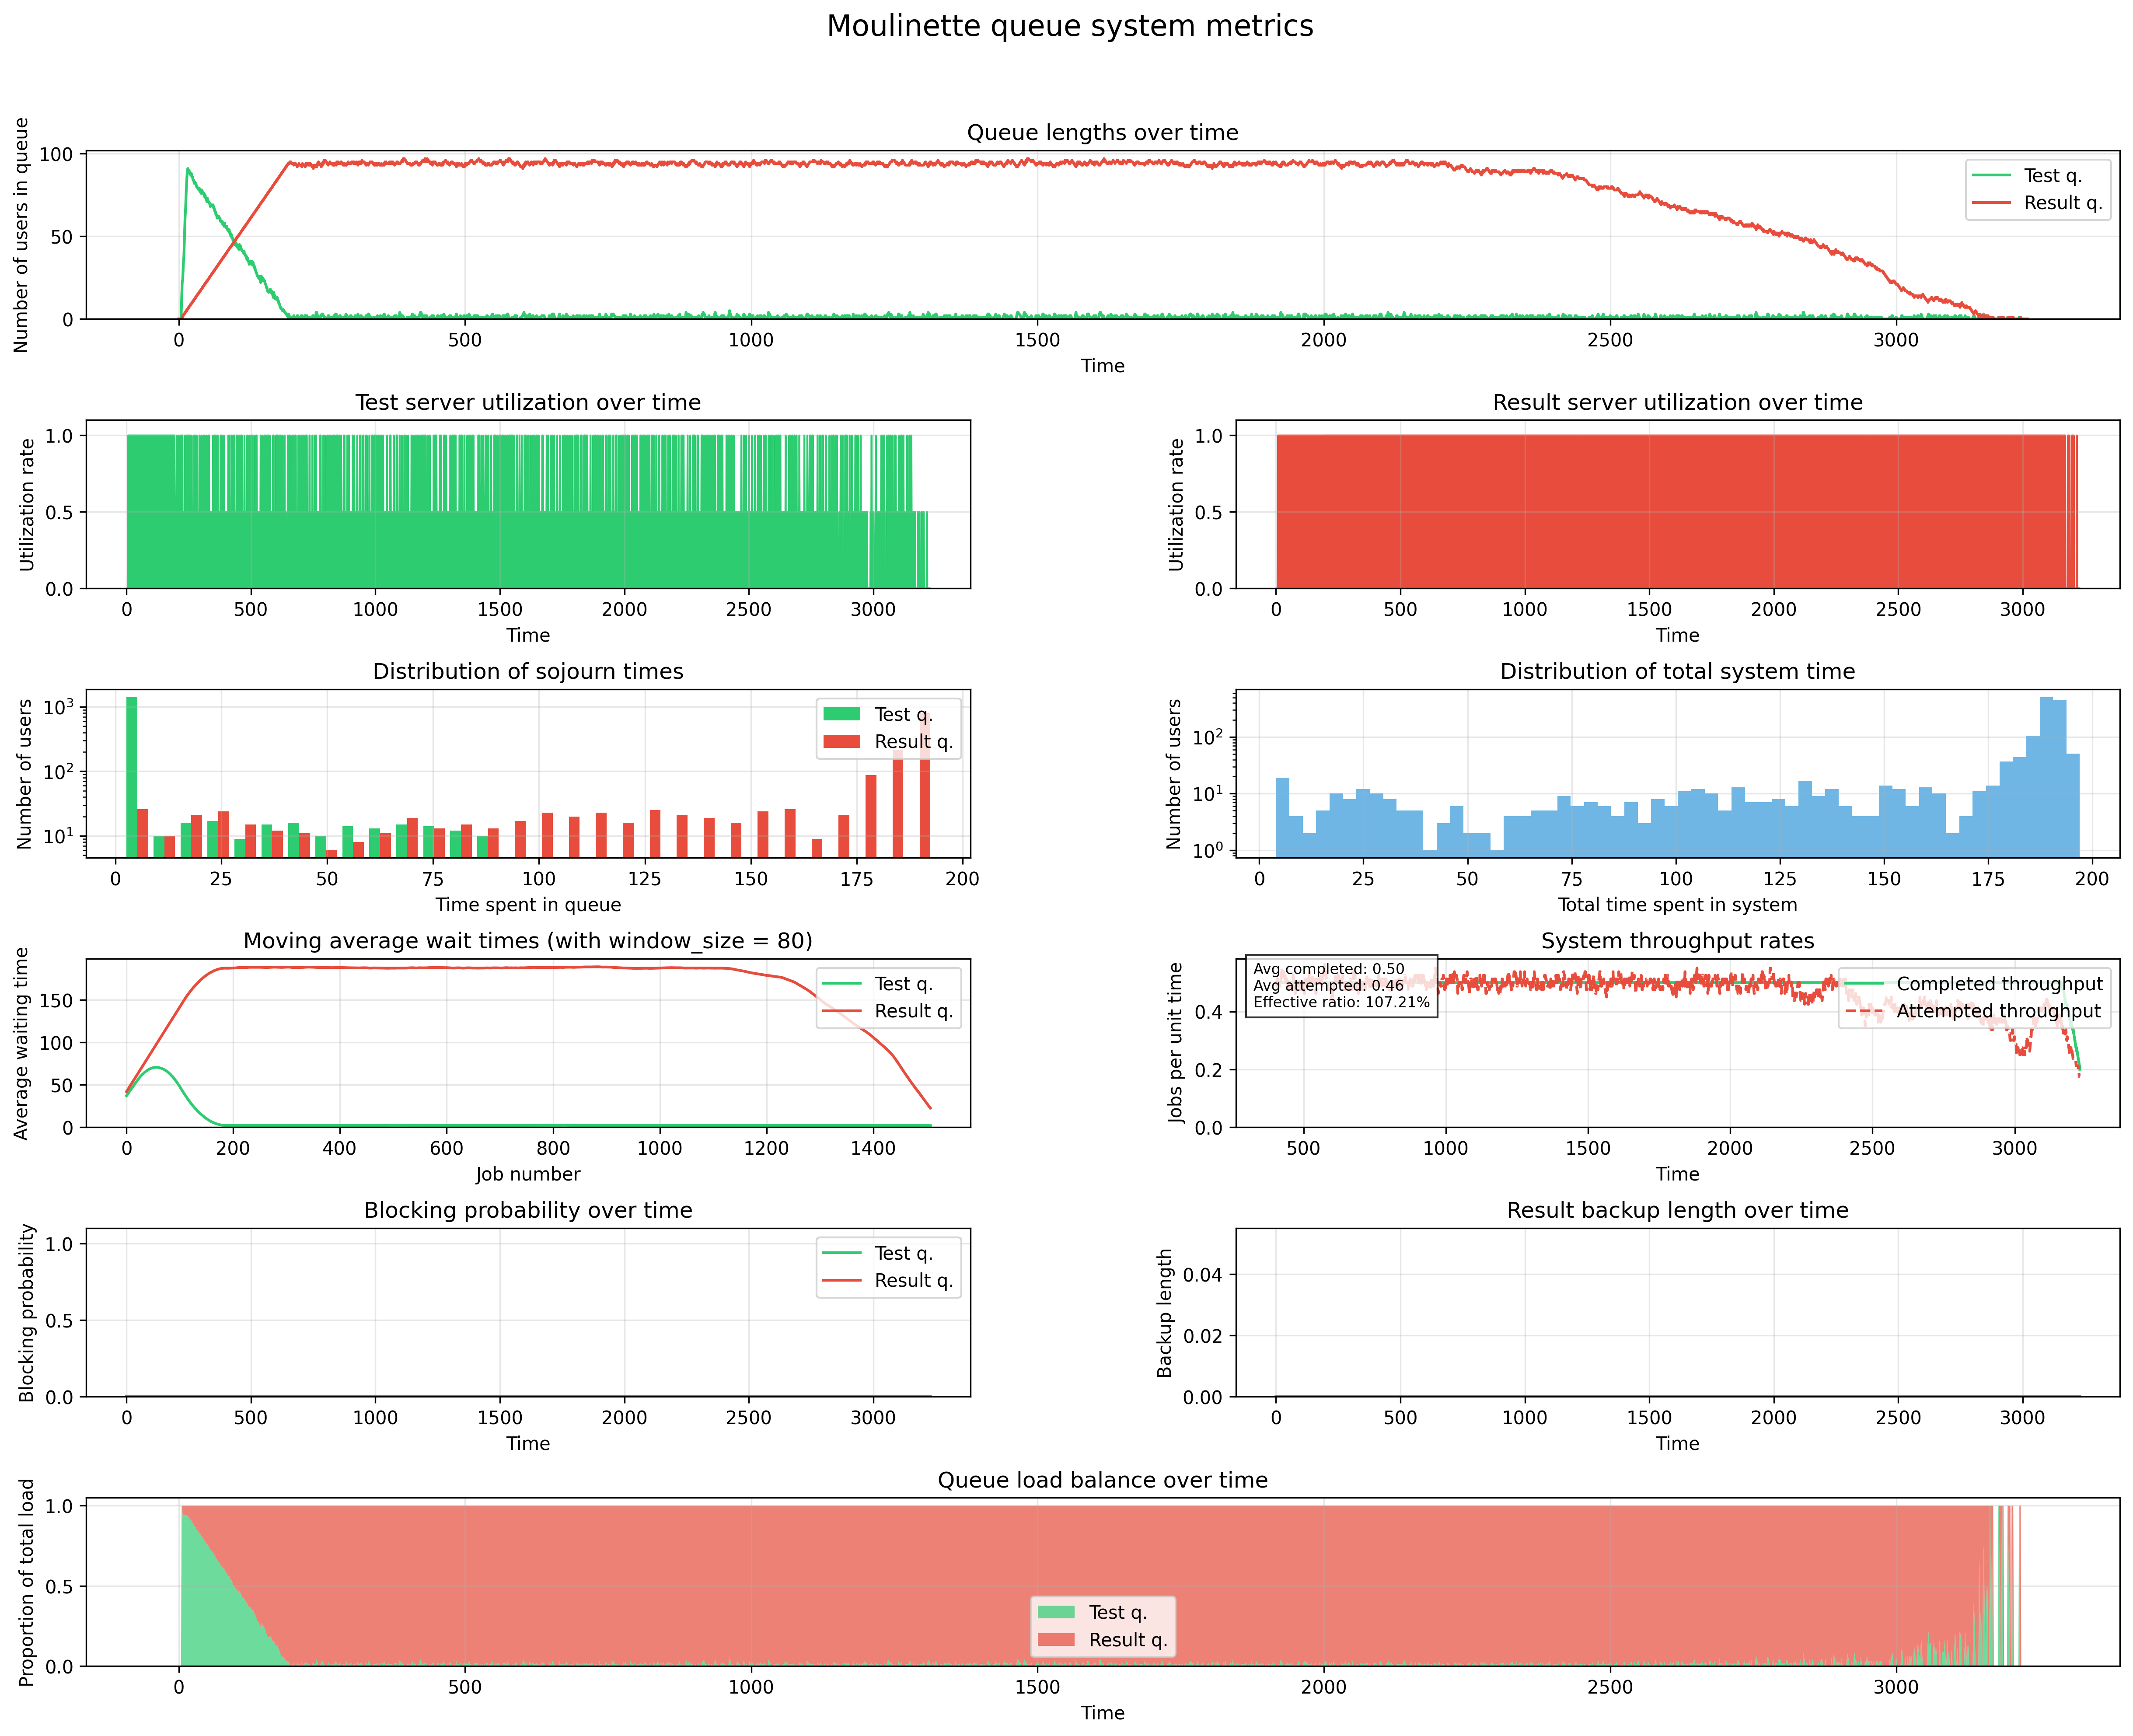 Moulinette queue system metrics
Queue lengths over time
Number of users in queue
100
50
0
Test q.
Result q.
0 500 1000 1500 2000 2500 3000
Time
Test server utilization over time
Utilization rate
1.0
0.5
0.0
0 500 1000 1500 2000 2500 3000
Time
Result server utilization over time
Utilization rate
1.0
0.5
0.0
0 500 1000 1500 2000 2500 3000
Time
Distribution of sojourn times
Number of users
10³
10²
10¹
Test q.
Result q.
0 25 50 75 100 125 150 175 200
Time spent in queue
Distribution of total system time
Number of users
10²
10¹
10⁰
0 25 50 75 100 125 150 175 200
Total time spent in system
Moving average wait times (with window_size = 80)
Average waiting time
150
100
50
0
Test q.
Result q.
0 200 400 600 800 1000 1200 1400
Job number
System throughput rates
Jobs per unit time
0.4
0.2
0.0
Avg completed: 0.50
Avg attempted: 0.46
Effective ratio: 107.21%
Completed throughput
Attempted throughput
500 1000 1500 2000 2500 3000
Time
Blocking probability over time
Blocking probability
1.0
0.5
0.0
Test q.
Result q.
0 500 1000 1500 2000 2500 3000
Time
Result backup length over time
Backup length
0.04
0.02
0.00
0 500 1000 1500 2000 2500 3000
Time
Queue load balance over time
Proportion of total load
1.0
0.5
0.0
Test q.
Result q.
0 500 1000 1500 2000 2500 3000
Time